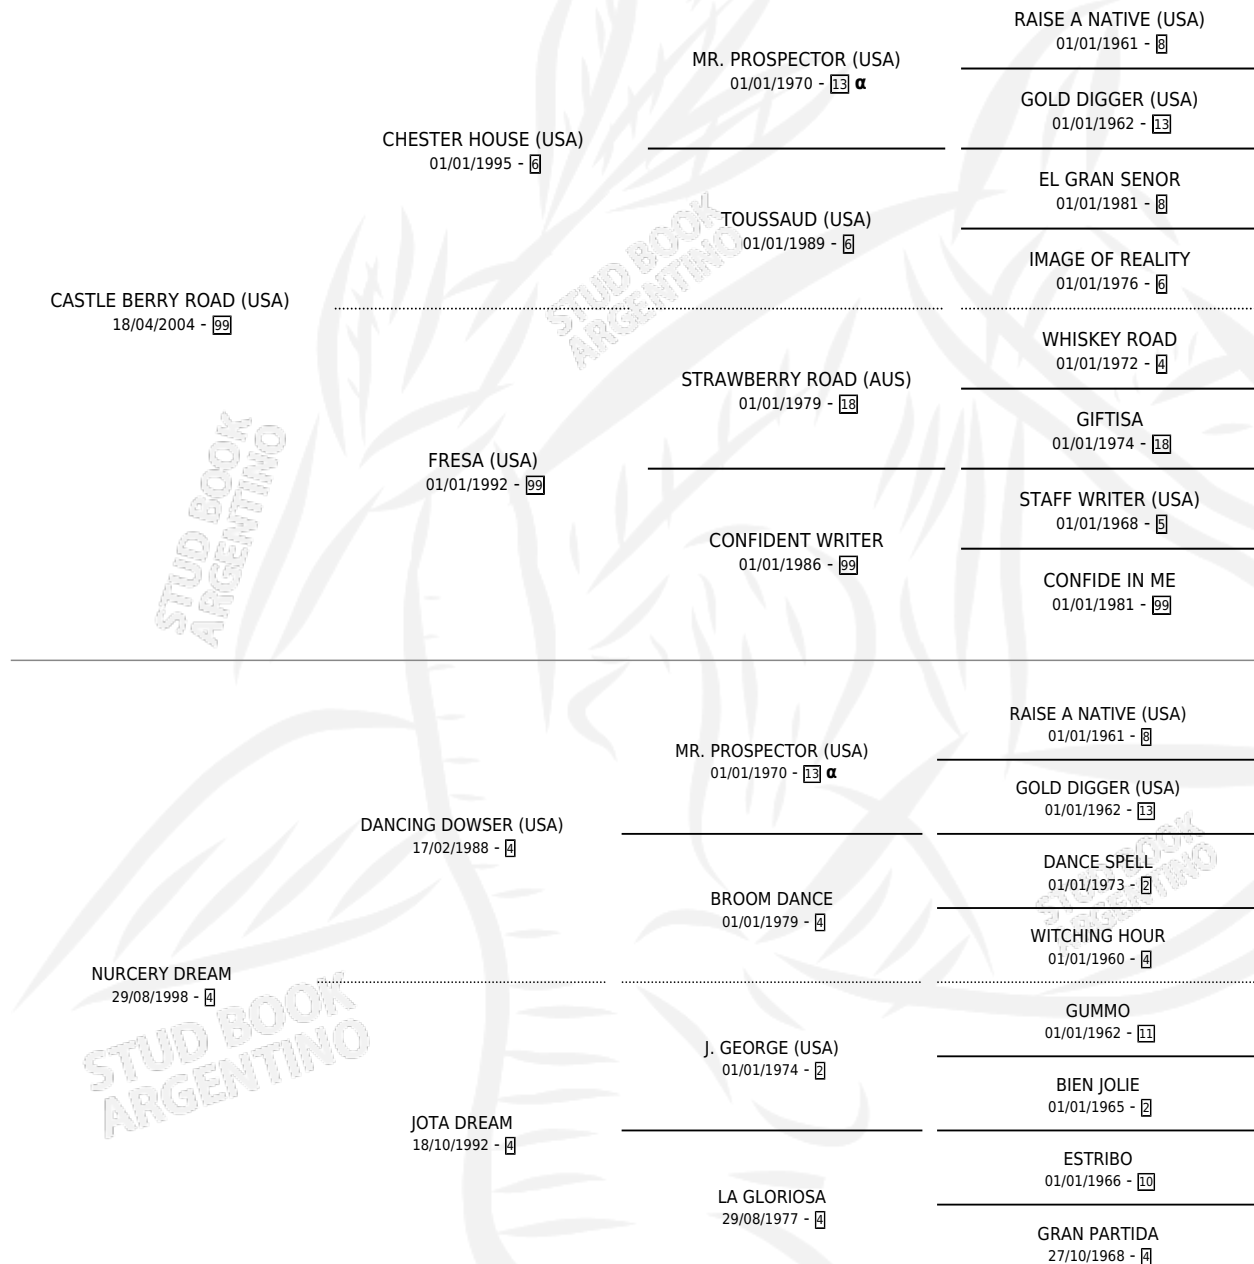 RAISE A NATIVE (USA)
01/01/1961 - 8
MR. PROSPECTOR (USA)
01/01/1970 - 13 α
GOLD DIGGER (USA)
01/01/1962 - 13
CHESTER HOUSE (USA)
01/01/1995 - 6
EL GRAN SENOR
01/01/1981 - 8
TOUSSAUD (USA)
01/01/1989 - 6
IMAGE OF REALITY
01/01/1976 - 6
CASTLE BERRY ROAD (USA)
18/04/2004 - 99
WHISKEY ROAD
01/01/1972 - 4
STRAWBERRY ROAD (AUS)
01/01/1979 - 18
GIFTISA
01/01/1974 - 18
FRESA (USA)
01/01/1992 - 99
STAFF WRITER (USA)
01/01/1968 - 5
CONFIDENT WRITER
01/01/1986 - 99
CONFIDE IN ME
01/01/1981 - 99
STUD BOOK
ARGENTINO
STUD BOOK
ARGENTINO
RAISE A NATIVE (USA)
01/01/1961 - 8
MR. PROSPECTOR (USA)
01/01/1970 - 13 α
GOLD DIGGER (USA)
01/01/1962 - 13
DANCING DOWSER (USA)
17/02/1988 - 4
DANCE SPELL
01/01/1973 - 2
BROOM DANCE
01/01/1979 - 4
WITCHING HOUR
01/01/1960 - 4
NURCERY DREAM
29/08/1998 - 4
GUMMO
01/01/1962 - 11
J. GEORGE (USA)
01/01/1974 - 2
BIEN JOLIE
01/01/1965 - 2
JOTA DREAM
18/10/1992 - 4
ESTRIBO
01/01/1966 - 10
LA GLORIOSA
29/08/1977 - 4
GRAN PARTIDA
27/10/1968 - 4
STUD BOOK
ARGENTINO
STUD BOOK
ARGENTINO